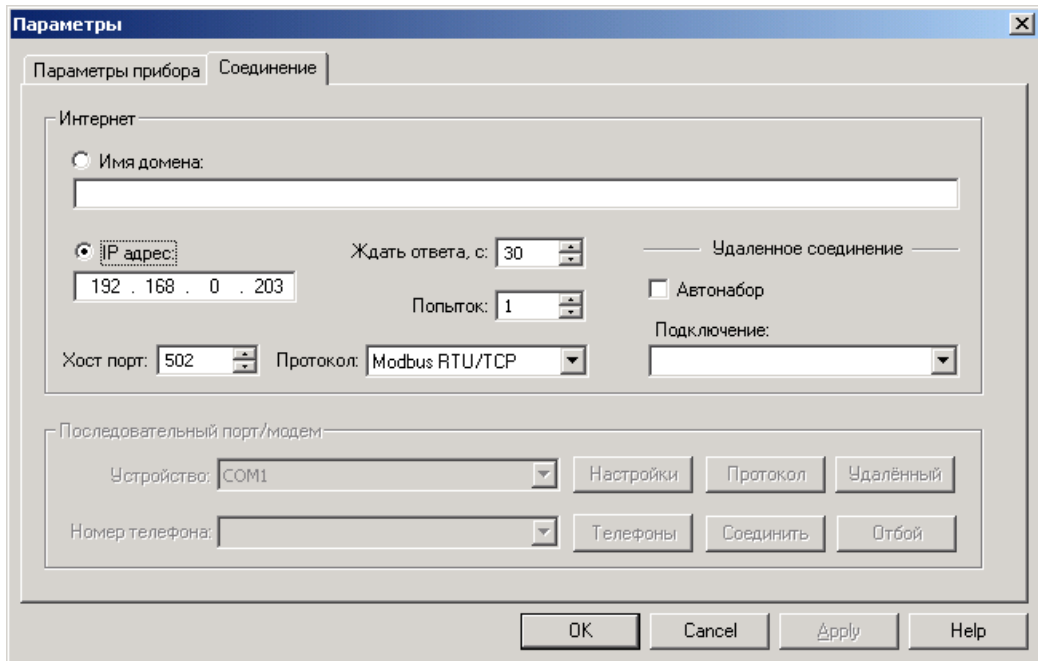 Параметры
Параметры прибора Соединение
Интернет
Имя домена:
IP адрес: Ждать ответа, с: 30 Удаленное соединение
192 . 168 . 0 . 203
Попыток: 1 Автонабор
Подключение:
Хост порт: 502 Протокол: Modbus RTU/TCP
Последовательный порт/модем
Устройство: COM1 Настройки Протокол Удалённый
Номер телефона: Телефоны Соединить Отбой
OK Cancel Apply Help